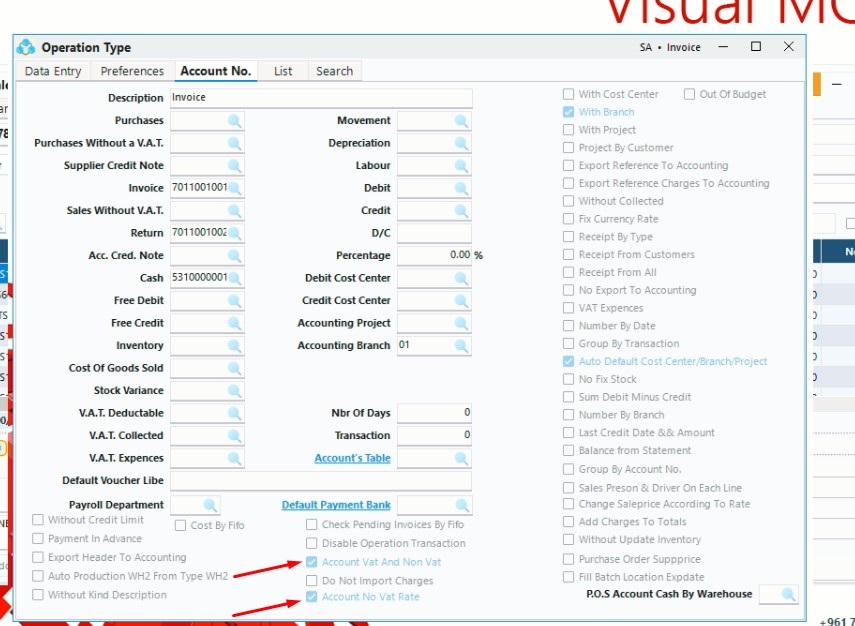 Visual MC
Operation Type
SA • Invoice
Data Entry Preferences Account No. List Search
Description Invoice
Purchases Movement
Purchases Without a V.A.T. Depreciation
Supplier Credit Note Labour
Invoice 7011001001 Debit
Sales Without V.A.T. Credit
Return 7011001002 D/C
Acc. Cred. Note Percentage 0.00 %
Cash 5310000001 Debit Cost Center
Free Debit Credit Cost Center
Free Credit Accounting Project
Inventory Accounting Branch 01
Cost Of Goods Sold
Stock Variance
V.A.T. Deductable Nbr Of Days 0
V.A.T. Collected Transaction 0
V.A.T. Expences Account's Table
Default Voucher Libe
Payroll Department Default Payment Bank
Without Credit Limit Cost By Fifo Check Pending Invoices By Fifo
Payment In Advance Disable Operation Transaction
Export Header To Accounting Account Vat And Non Vat
Auto Production WH2 From Type WH2 Do Not Import Charges
Without Kind Description Account No Vat Rate
With Cost Center Out Of Budget
With Branch
With Project
Project By Customer
Export Reference To Accounting
Export Reference Charges To Accounting
Without Collected
Fix Currency Rate
Receipt By Type
Receipt From Customers
Receipt From All
No Export To Accounting
VAT Expences
Number By Date
Group By Transaction
Auto Default Cost Center/Branch/Project
No Fix Stock
Sum Debit Minus Credit
Number By Branch
Last Credit Date && Amount
Balance from Statement
Group By Account No.
Sales Preson & Driver On Each Line
Change Saleprice According To Rate
Add Charges To Totals
Without Update Inventory
Purchase Order Suppprice
Fill Batch Location Expdate
P.O.S Account Cash By Warehouse
+961 7